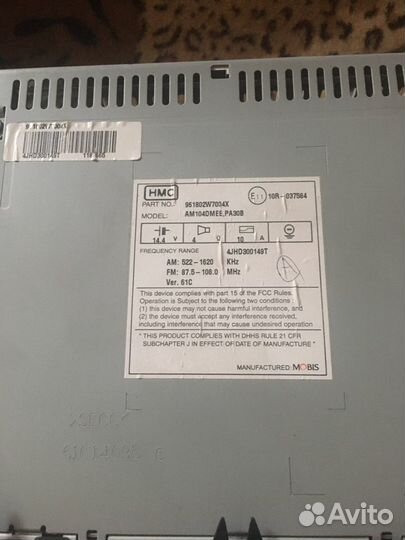 4JHD300149T
HMC
PART NO. 961802W7034X
MODEL: AM104DMEE,PA30B
E11 10R-037564
14.4 V 4 Ω 10 A
FREQUENCY RANGE 4JHD300149T
AM: 522-1620 KHz
FM: 87.5-108.0 MHz
Ver. 61C
A
This device complies with part 15 of the FCC Rules.
Operation is Subject to the following two conditions:
(1) this device may not cause harmful interference, and
(2) the device must accept any interference received,
including interference that may cause undesired operation
"THIS PRODUCT COMPLIES WITH DHHS RULE 21 CFR
SUBCHAPTER J IN EFFECT OF DATE OF MANUFACTURE"
MANUFACTURED: MOBIS
>SECC<
Avito